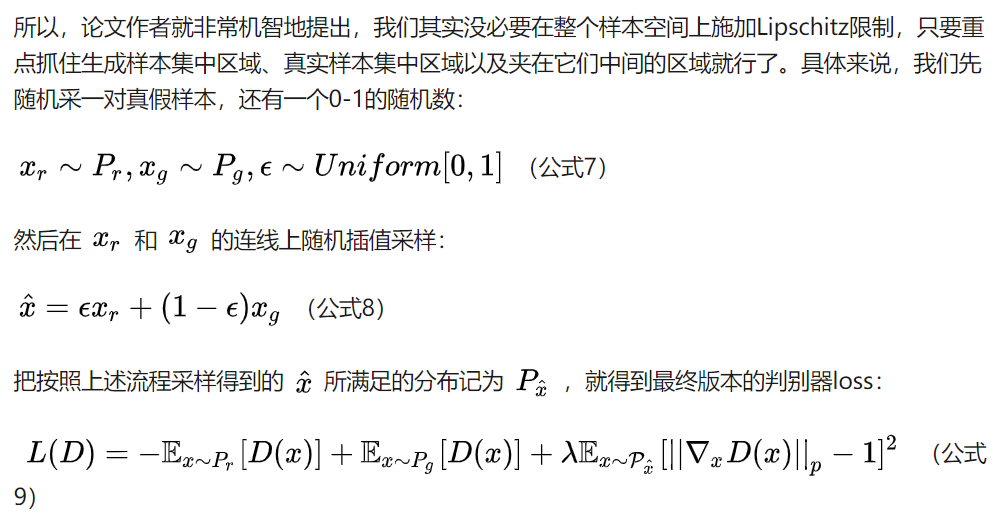 所以，论文作者就非常机智地提出，我们其实没必要在整个样本空间上施加Lipschitz限制，只要重
点抓住生成样本集中区域、真实样本集中区域以及夹在它们中间的区域就行了。具体来说，我们先
随机采一对真假样本，还有一个0-1的随机数：
$x_r \sim P_r, x_g \sim P_g, \epsilon \sim Uniform[0, 1]$ （公式7）
然后在 $x_r$ 和 $x_g$ 的连线上随机插值采样：
$\hat{x} = \epsilon x_r + (1 - \epsilon) x_g$ （公式8）
把按照上述流程采样得到的 $\hat{x}$ 所满足的分布记为 $P_{\hat{x}}$ ，就得到最终版本的判别器loss：
$L(D) = -\mathbb{E}_{x \sim P_r}[D(x)] + \mathbb{E}_{x \sim P_g}[D(x)] + \lambda \mathbb{E}_{x \sim \mathcal{P}_{\hat{x}}}[||\nabla_x D(x)||_p - 1]^2$ （公式
9）